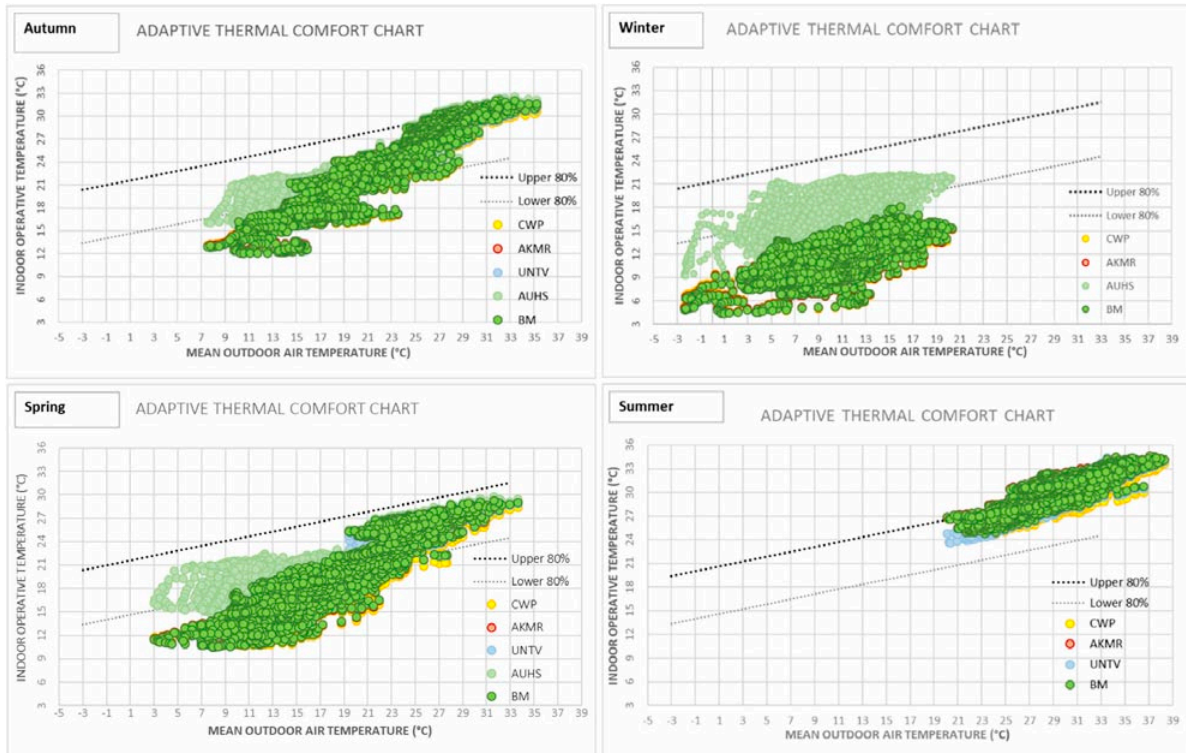 Autumn
ADAPTIVE THERMAL COMFORT CHART
INDOOR OPERATIVE TEMPERATURE (°C)
36
33
30
27
24
21
18
15
12
9
6
3
Upper 80%
Lower 80%
CWP
AKMR
UNTV
AUHS
BM
-5 -3 -1 1 3 5 7 9 11 13 15 17 19 21 23 25 27 29 31 33 35 37 39
MEAN OUTDOOR AIR TEMPERATURE (°C)
Winter
ADAPTIVE THERMAL COMFORT CHART
INDOOR OPERATIVE TEMPERATURE (°C)
36
33
30
27
24
21
18
15
12
9
6
3
Upper 80%
Lower 80%
CWP
AKMR
AUHS
BM
-5 -3 -1 1 3 5 7 9 11 13 15 17 19 21 23 25 27 29 31 33 35 37 39
MEAN OUTDOOR AIR TEMPERATURE (°C)
Spring
ADAPTIVE THERMAL COMFORT CHART
INDOOR OPERATIVE TEMPERATURE (°C)
36
33
30
27
24
21
18
15
12
9
6
3
Upper 80%
Lower 80%
CWP
AKMR
UNTV
AUHS
BM
-5 -3 -1 1 3 5 7 9 11 13 15 17 19 21 23 25 27 29 31 33 35 37 39
MEAN OUTDOOR AIR TEMPERATURE (°C)
Summer
ADAPTIVE THERMAL COMFORT CHART
INDOOR OPERATIVE TEMPERATURE (°C)
36
33
30
27
24
21
18
15
12
9
6
3
Upper 80%
Lower 80%
CWP
AKMR
UNTV
BM
-5 -3 -1 1 3 5 7 9 11 13 15 17 19 21 23 25 27 29 31 33 35 37 39
MEAN OUTDOOR AIR TEMPERATURE (°C)